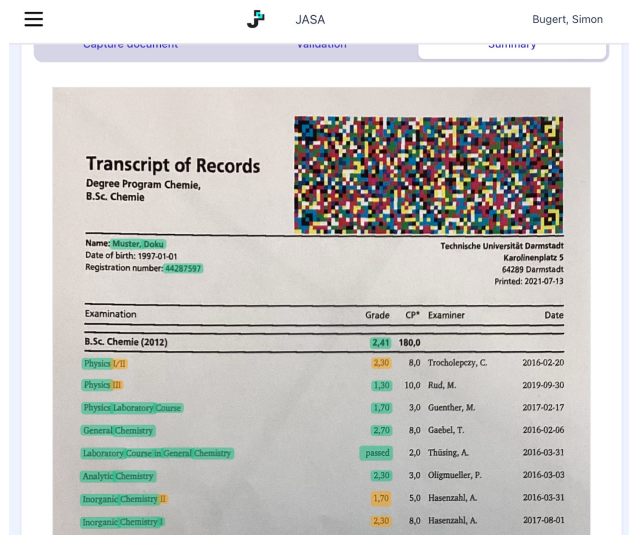 JASA
Bugert, Simon
Capture document Validation Summary
Transcript of Records
Degree Program Chemie,
B.Sc. Chemie
Name: Muster, Doku
Date of birth: 1997-01-01
Registration number: 44287597
Technische Universität Darmstadt
Karolinenplatz 5
64289 Darmstadt
Printed: 2021-07-13
Examination Grade CP* Examiner Date
B.Sc. Chemie (2012) 2,41 180,0
Physics I/II 2,30 8,0 Trocholepczy, C. 2016-02-20
Physics III 1,30 10,0 Rud, M. 2019-09-30
Physics Laboratory Course 1,70 3,0 Guenther, M. 2017-02-17
General Chemistry 2,70 8,0 Gaebel, T. 2016-02-06
Laboratory Course in General Chemistry passed 2,0 Thüsing, A. 2016-03-31
Analytic Chemistry 2,30 3,0 Oligmueller, P. 2016-03-03
Inorganic Chemistry II 1,70 5,0 Hasenzahl, A. 2016-03-31
Inorganic Chemistry I 2,30 8,0 Hasenzahl, A. 2017-08-01